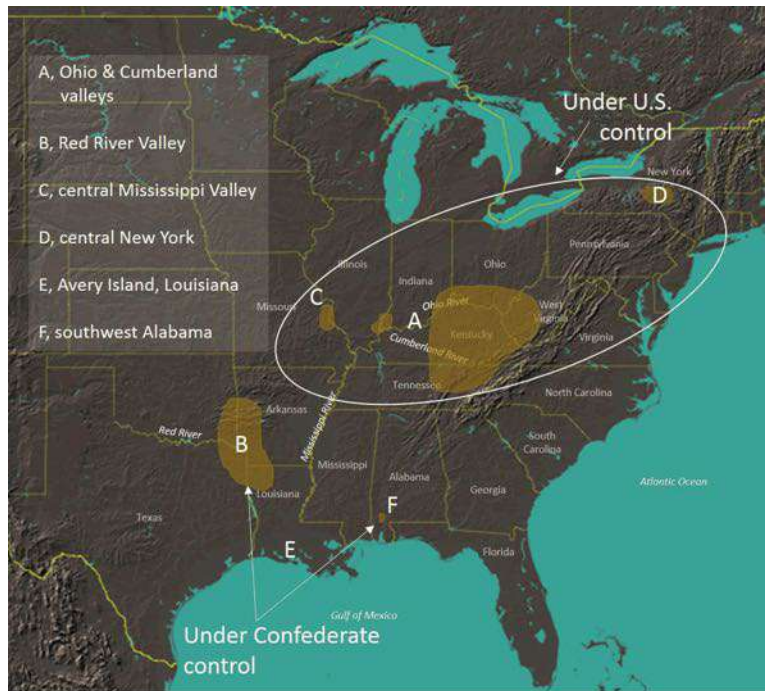 A, Ohio & Cumberland
valleys
B, Red River Valley
C, central Mississippi Valley
D, central New York
E, Avery Island, Louisiana
F, southwest Alabama
Under U.S.
control
New York
D
Pennsylvania
Illinois
Indiana
Ohio
Missouri
C
A
Ohio River
West
Virginia
Kentucky
Cumberland River
Virginia
Tennessee
North Carolina
Mississippi River
Arkansas
Red River
B
South
Carolina
Mississippi
Alabama
Georgia
Atlantic Ocean
Louisiana
F
Texas
E
Florida
Gulf of Mexico
Under Confederate
control